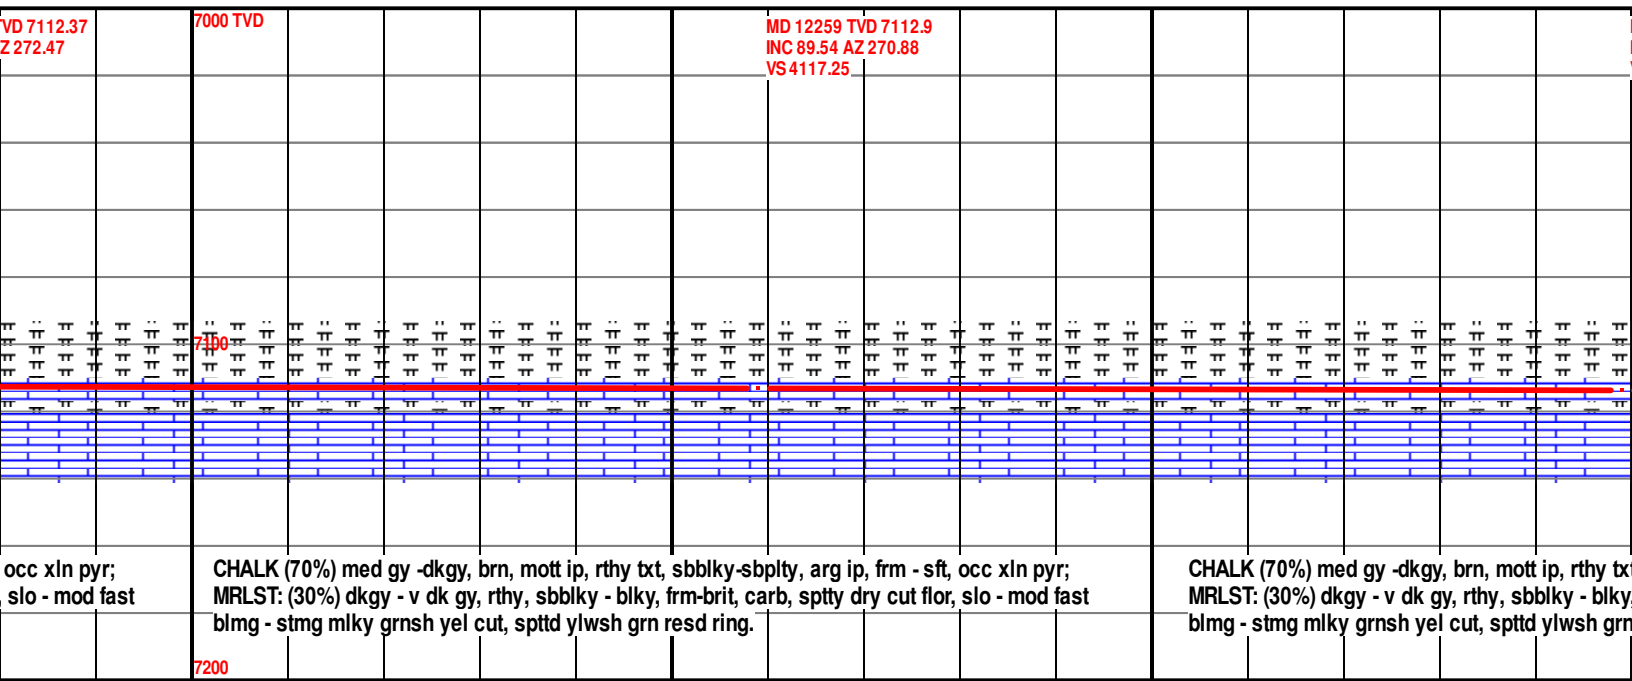 TVD 7112.37
Z 272.47
7000 TVD
MD 12259 TVD 7112.9
INC 89.54 AZ 270.88
VS 4117.25
7100
occ xln pyr;
, slo - mod fast
CHALK (70%) med gy -dkgy, brn, mott ip, rthy txt, sbblky-sbplty, arg ip, frm - sft, occ xln pyr;
MRLST: (30%) dkgy - v dk gy, rthy, sbblky - blky, frm-brit, carb, sptty dry cut flor, slo - mod fast
blmg - stmg mlky grnsh yel cut, spttd ylwsh grn resd ring.
CHALK (70%) med gy -dkgy, brn, mott ip, rthy txt
MRLST: (30%) dkgy - v dk gy, rthy, sbblky - blky,
blmg - stmg mlky grnsh yel cut, spttd ylwsh grn
7200